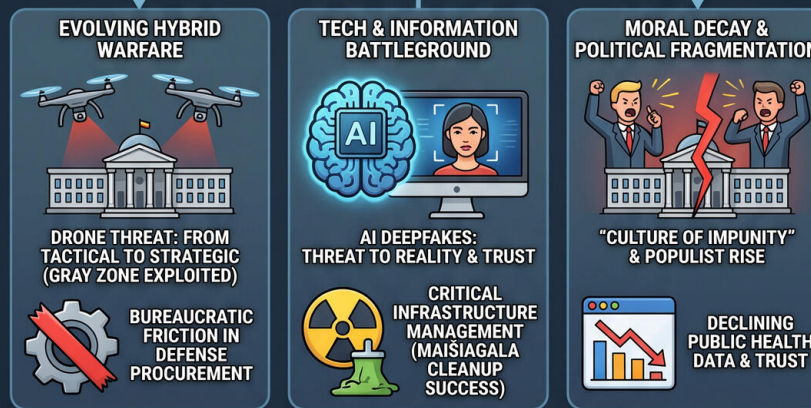 EVOLVING HYBRID
WARFARE
DRONE THREAT: FROM
TACTICAL TO STRATEGIC
(GRAY ZONE EXPLOITED)
BUREAUCRATIC
FRICTION IN
DEFENSE
PROCUREMENT
TECH & INFORMATION
BATTLEGROUND
AI
AI DEEPFAKES:
THREAT TO REALITY & TRUST
CRITICAL
INFRASTRUCTURE
MANAGEMENT
(MAIŠIAGALA
CLEANUP
SUCCESS)
MORAL DECAY &
POLITICAL FRAGMENTATION
"CULTURE OF IMPUNITY"
& POPULIST RISE
DECLINING
PUBLIC HEALTH
DATA & TRUST